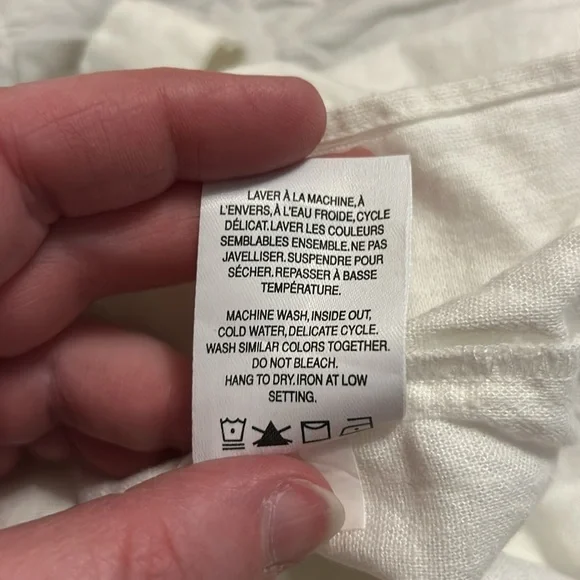 LAVER À LA MACHINE,À
L'ENVERS,À L'EAU FROIDE,CYCLE
DÉLICAT.LAVER LES COULEURS
SEMBLABLES ENSEMBLE.NE PAS
JAVELLISER.SUSPENDRE POUR
SÉCHER.REPASSER À BASSE
TEMPÉRATURE.
MACHINE WASH,INSIDE OUT,
COLD WATER,DELICATE CYCLE.
WASH SIMILAR COLORS TOGETHER.
DO NOT BLEACH.
HANG TO DRY.IRON AT LOW
SETTING.